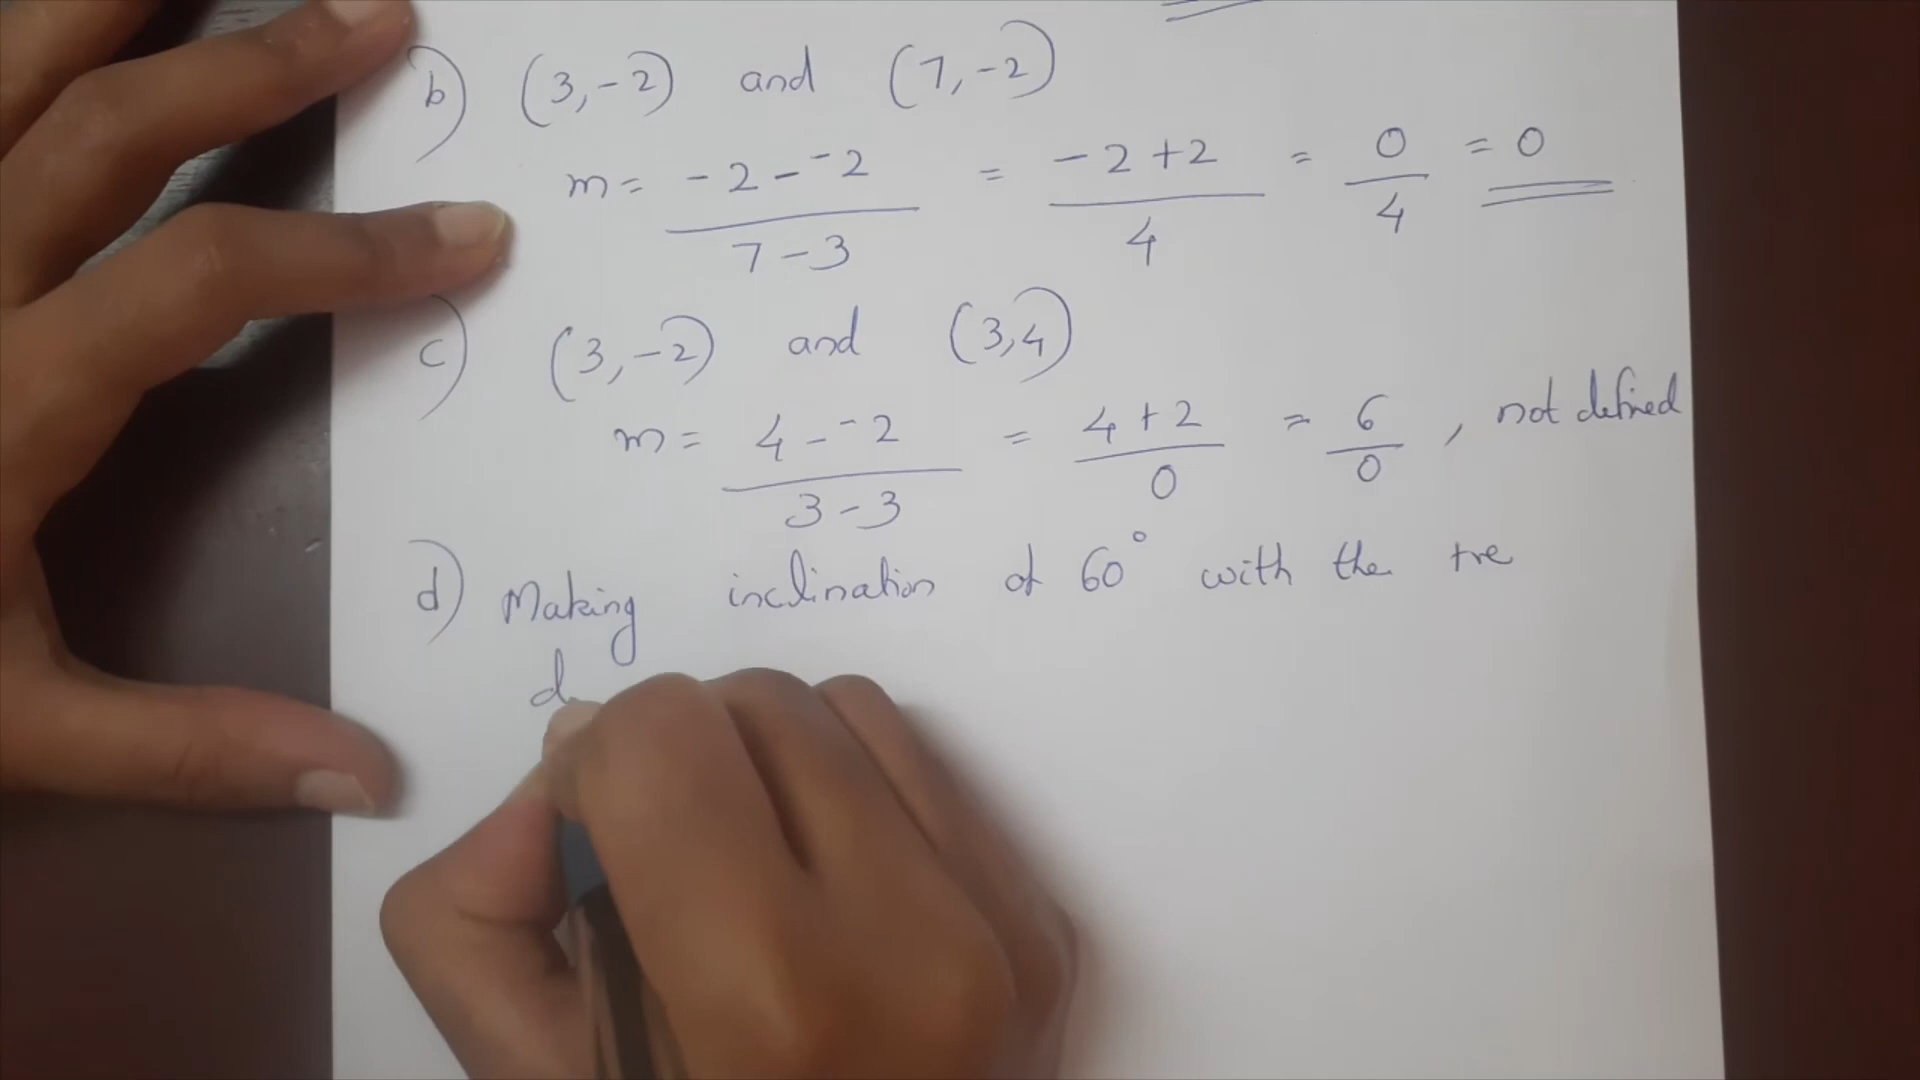 b) (3,-2) and (7,-2)
m = -2 - -2 / 7-3 = -2+2 / 4 = 0/4 = 0
c) (3,-2) and (3,4)
m = 4 - -2 / 3-3 = 4+2 / 0 = 6/0 , not defined
d) Making inclination of 60° with the +ve
d